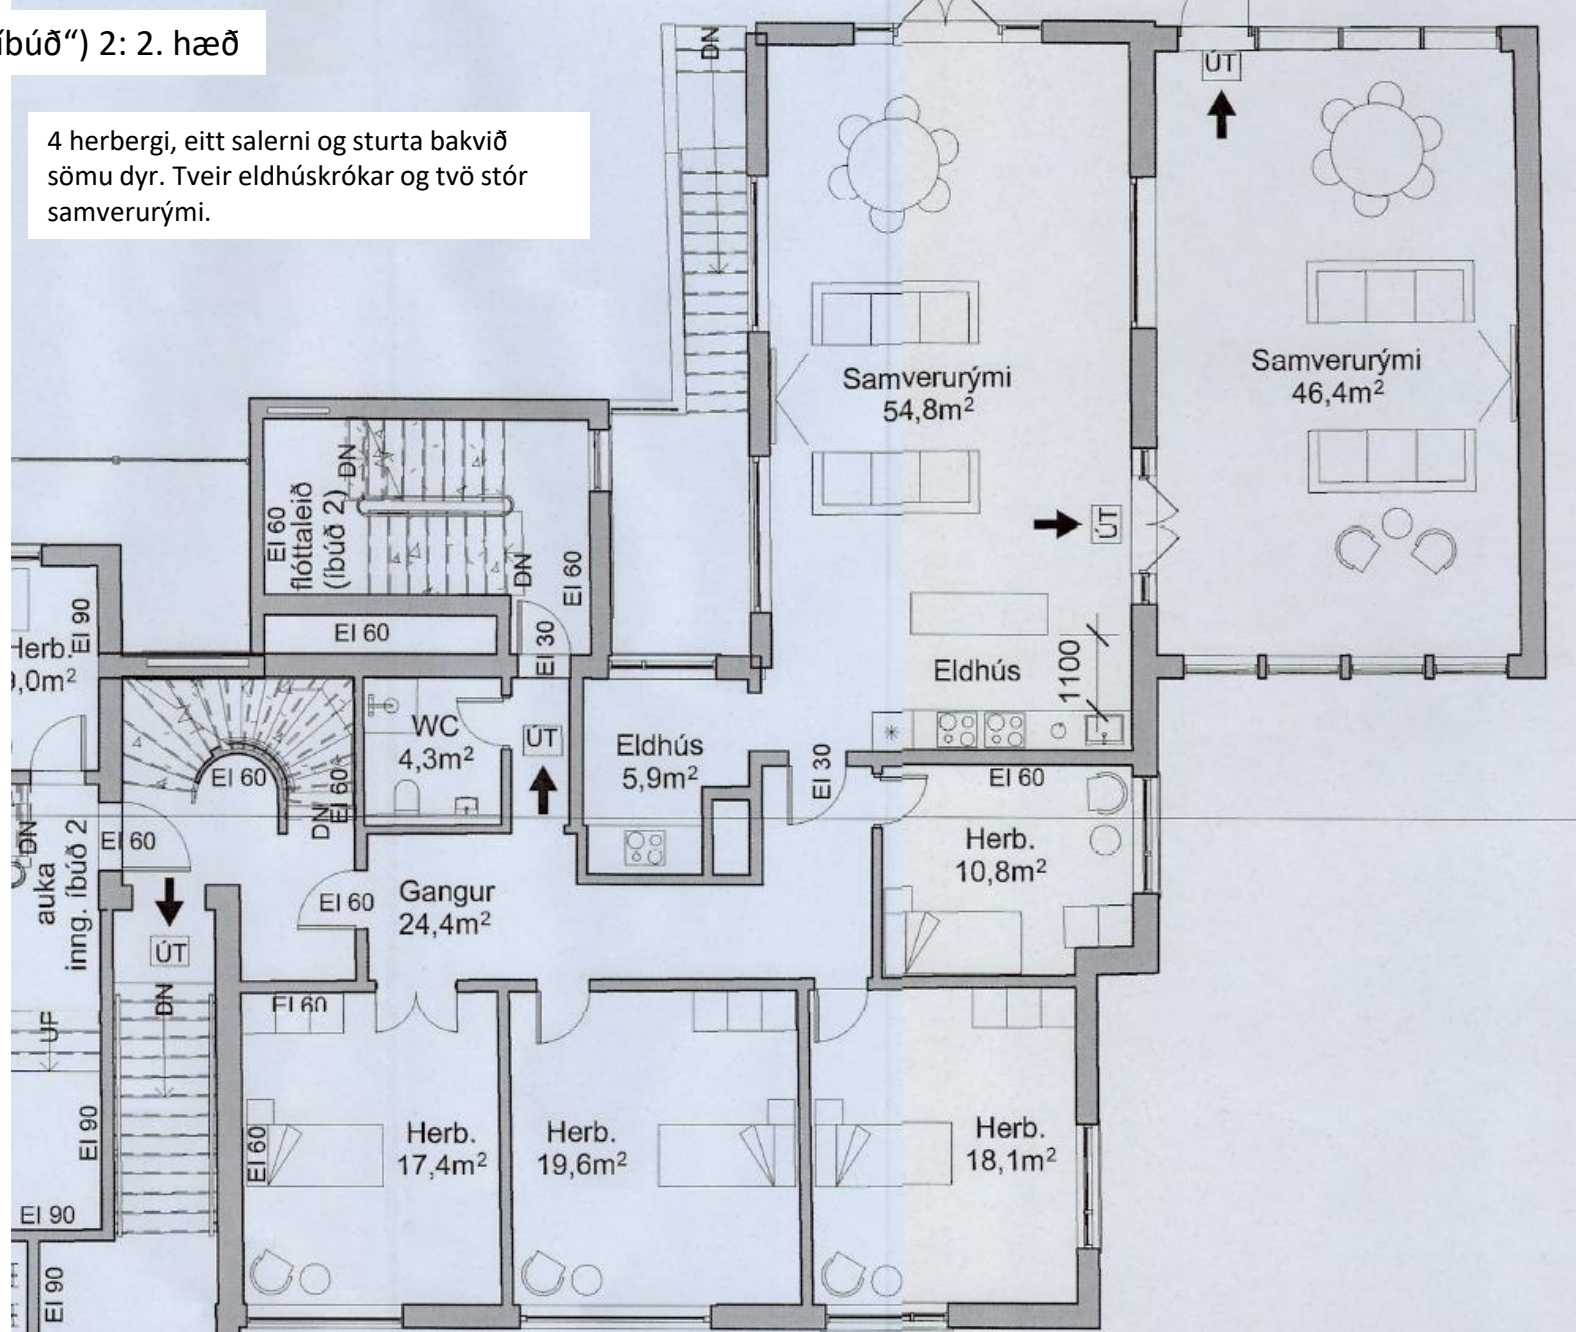 íbúð“) 2: 2. hæð
4 herbergi, eitt salerni og sturta bakvið
sömu dyr. Tveir eldhúskrókar og tvö stór
samverurými.
DN
ÚT
Samverurými
54,8m²
Samverurými
46,4m²
ÚT
EI 60
flóttaleið
(íbúð 2)
DN
DN
EI 60
EI 60
EI 30
EI 90
Herb.
9,0m²
Eldhús
1100
WC
4,3m²
ÚT
Eldhús
5,9m²
EI 30
EI 60
EI 60
EI 60
DN
DN
EI 60
auka
inng. íbúð 2
Herb.
10,8m²
EI 60
Gangur
24,4m²
ÚT
DN
UP
EI 60
EI 90
EI 60
Herb.
17,4m²
Herb.
19,6m²
Herb.
18,1m²
EI 90
EI 90